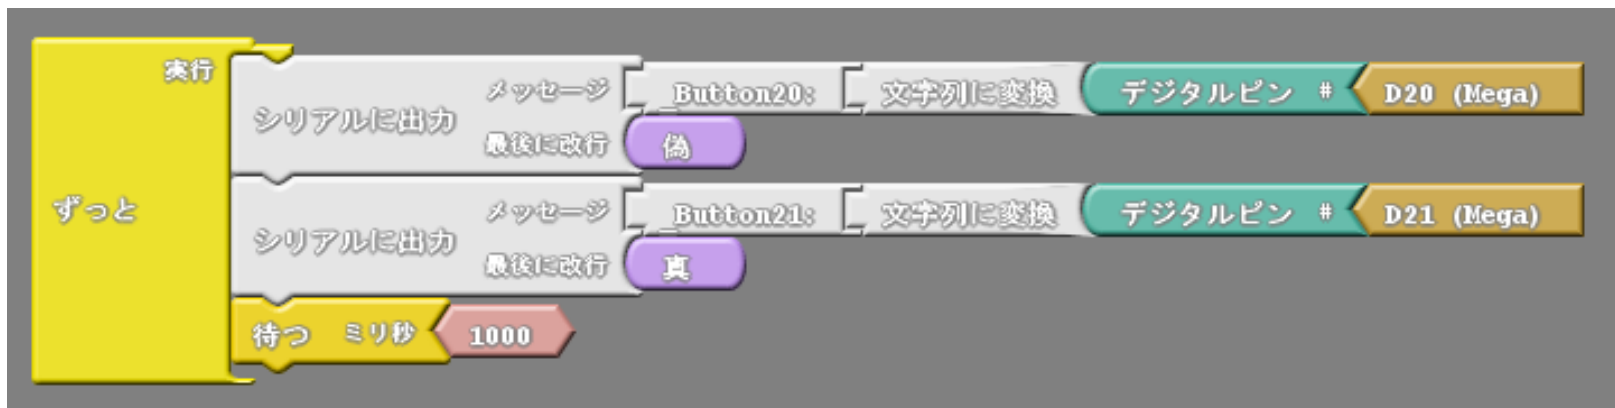 実行
シリアルに出力 メッセージ _Button20: 文字列に変換 デジタルピン # D20 (Mega)
最後に改行 偽
ずっと
シリアルに出力 メッセージ _Button21: 文字列に変換 デジタルピン # D21 (Mega)
最後に改行 真
待つ ミリ秒 1000